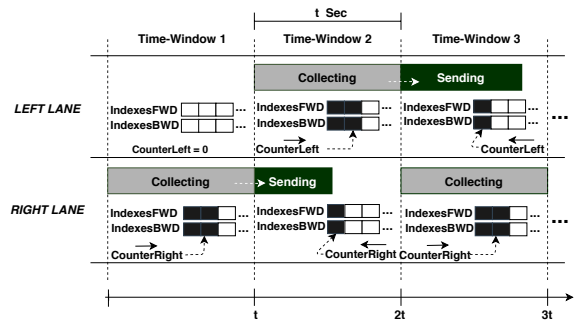 t Sec
Time-Window 1 Time-Window 2 Time-Window 3
Collecting Sending
LEFT LANE
IndexesFWD ... IndexesFWD ... IndexesFWD ...
IndexesBWD ... IndexesBWD ... IndexesBWD ...
...
CounterLeft = 0 CounterLeft CounterLeft
Collecting Sending Collecting
RIGHT LANE
IndexesFWD ... IndexesFWD ... IndexesFWD ...
IndexesBWD ... IndexesBWD ... IndexesBWD ...
...
CounterRight CounterRight CounterRight
t 2t 3t